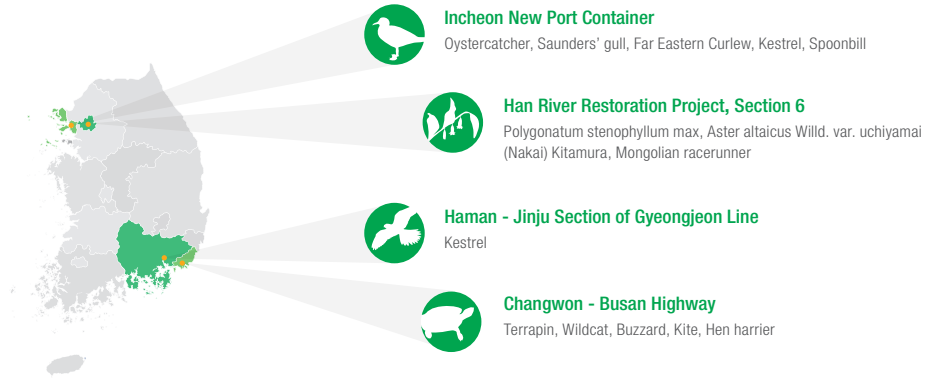 Incheon New Port Container
Oystercatcher, Saunders' gull, Far Eastern Curlew, Kestrel, Spoonbill
Han River Restoration Project, Section 6
Polygonatum stenophyllum max, Aster altaicus Willd. var. uchiyamai
(Nakai) Kitamura, Mongolian racerunner
Haman - Jinju Section of Gyeongjeon Line
Kestrel
Changwon - Busan Highway
Terrapin, Wildcat, Buzzard, Kite, Hen harrier